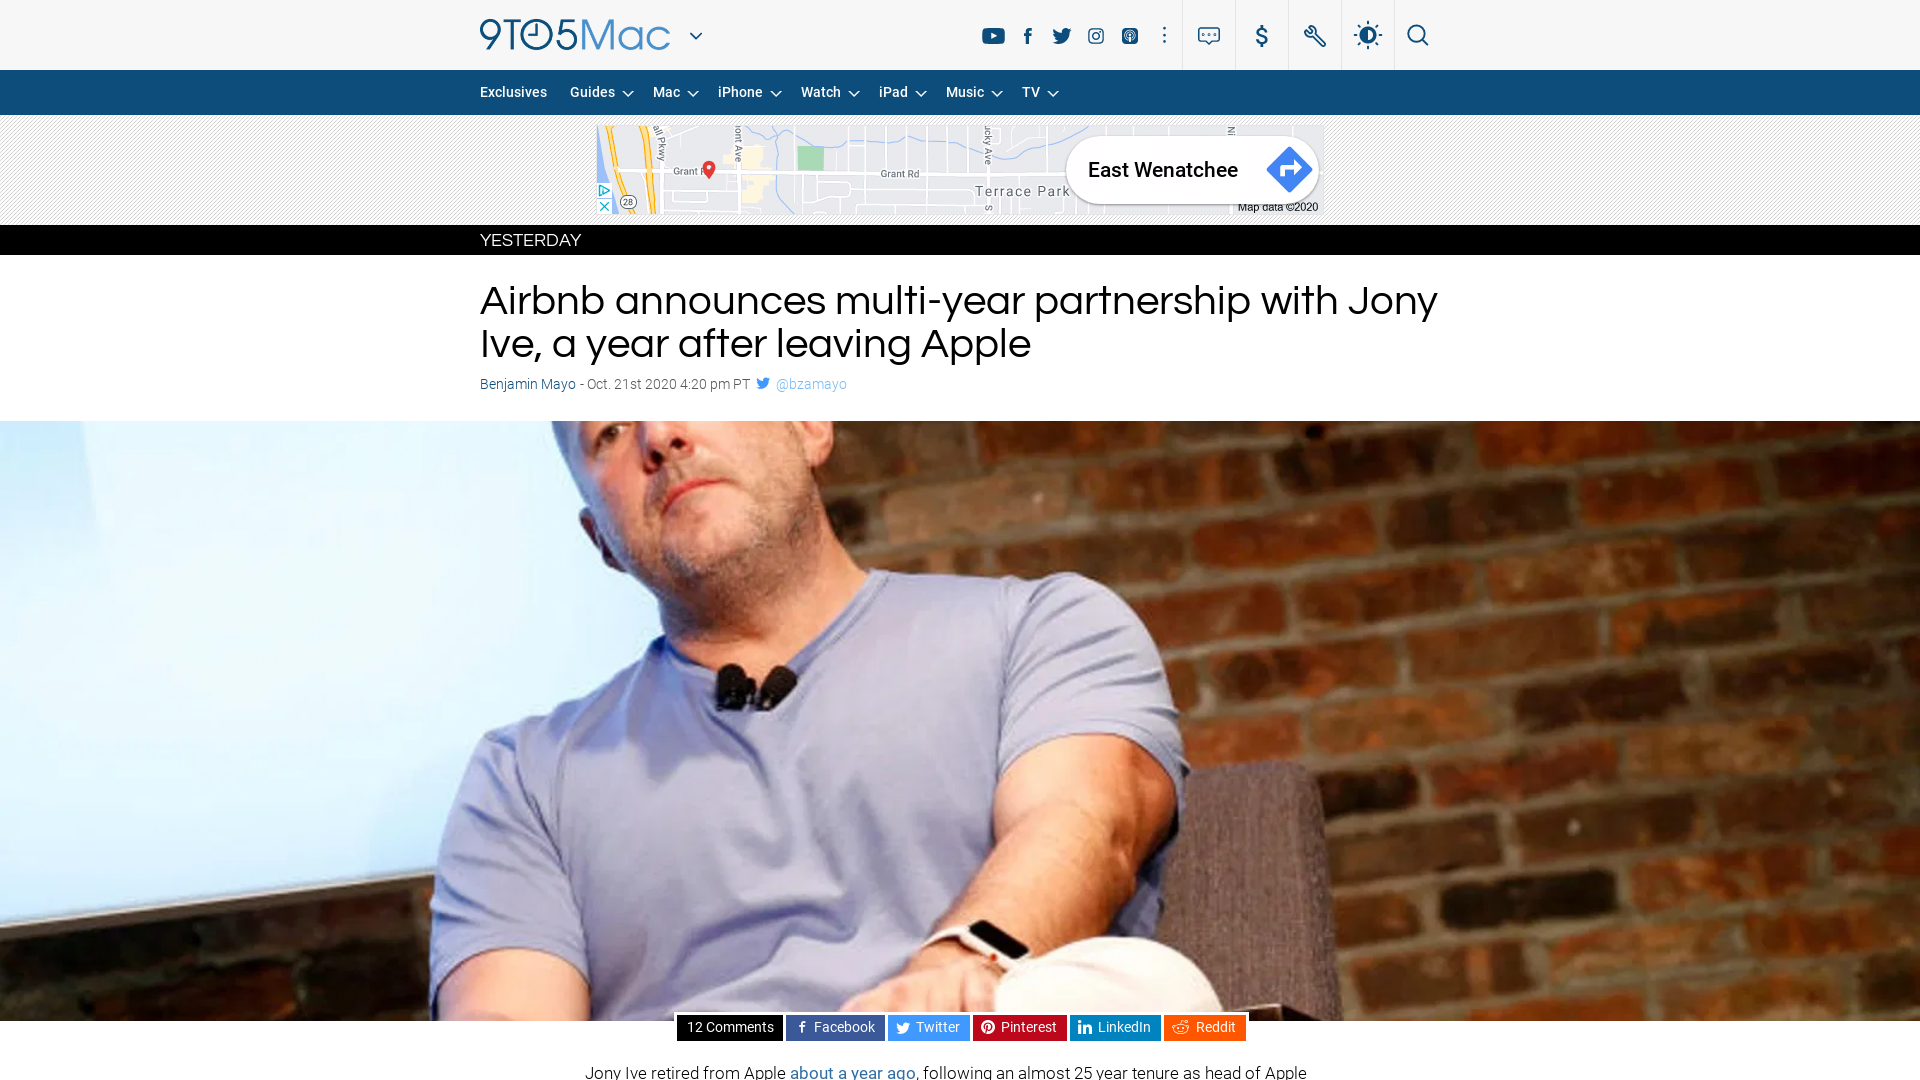 9TO5Mac
Exclusives Guides Mac iPhone Watch iPad Music TV
Grant Rd
Grant Rd
Terrace Park
28
East Wenatchee
Map data ©2020
YESTERDAY
Airbnb announces multi-year partnership with Jony
Ive, a year after leaving Apple
Benjamin Mayo - Oct. 21st 2020 4:20 pm PT @bzamayo
12 Comments Facebook Twitter Pinterest LinkedIn Reddit
Jony Ive retired from Apple about a year ago, following an almost 25 year tenure as head of Apple